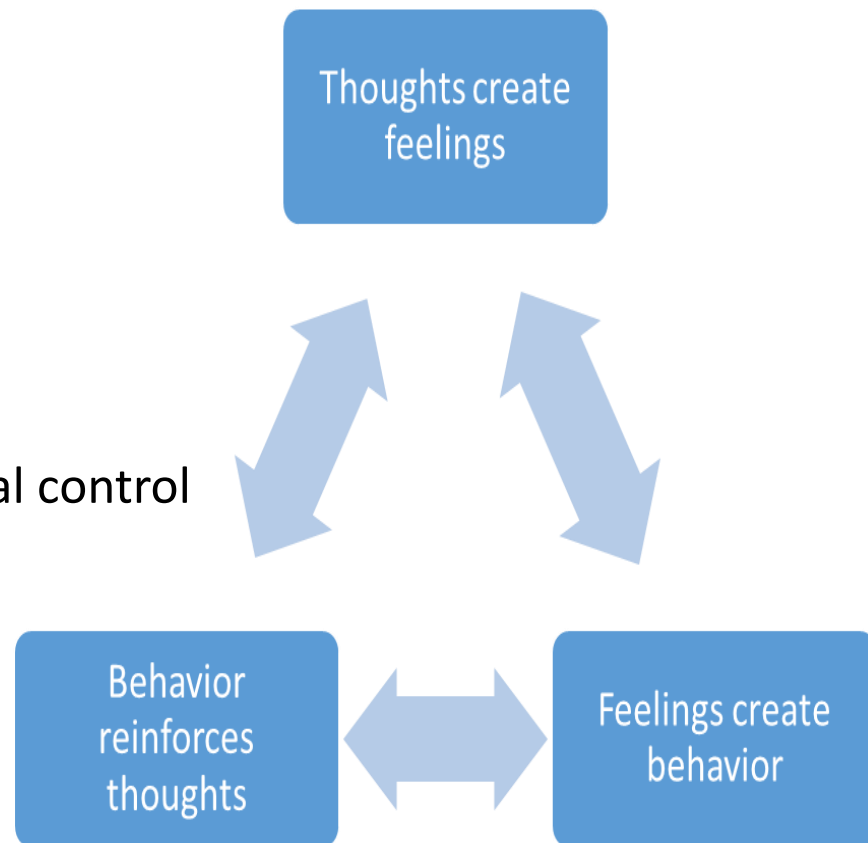 Thoughts create
feelings
al control
Behavior
reinforces
thoughts
Feelings create
behavior